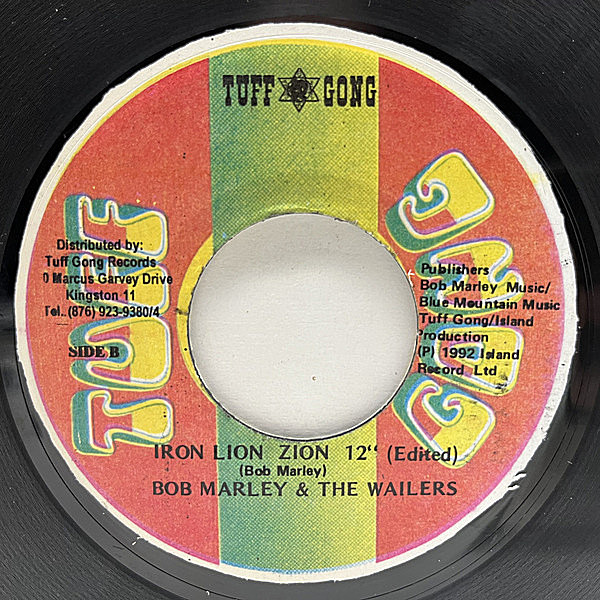 TUFF GONG
TUFF
GONG
Distributed by:
Tuff Gong Records
0 Marcus Garvey Drive
Kingston 11
Tel.. (876) 923-9380/4
SIDE B
Publishers
Bob Marley Music/
Blue Mountain Music
Tuff Gong/Island
Production
(P) 1992 Island
Record Ltd
IRON LION ZION 12“ (Edited)
(Bob Marley)
BOB MARLEY & THE WAILERS